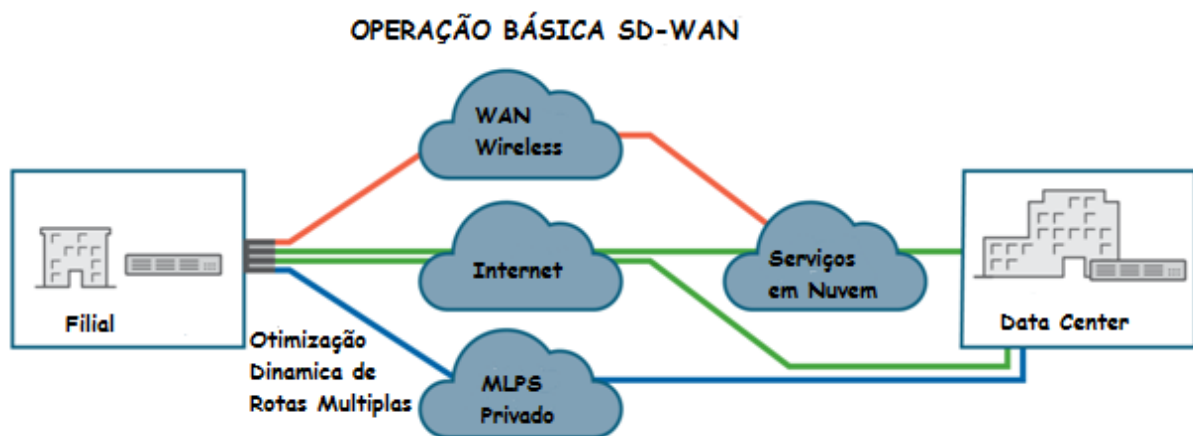 OPERAÇÃO BÁSICA SD-WAN
WAN
Wireless
Internet
Serviços
em Nuvem
Filial
Data Center
Otimização
Dinamica de
Rotas Multiplas
MLPS
Privado